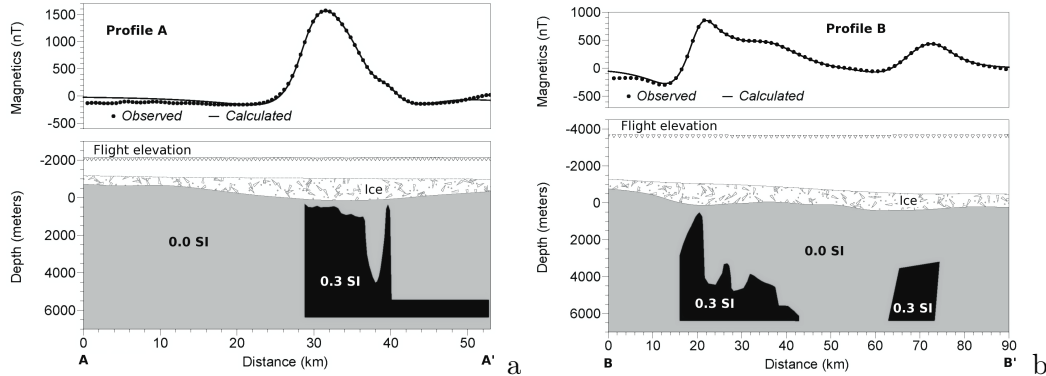 1500
1000
500
0
-500
Magnetics (nT)
Profile A
Observed
Calculated
Flight elevation
-2000
0
2000
4000
6000
Depth (meters)
Ice
0.0 SI
0.3 SI
0 10 20 30 40 50
A Distance (km) A'
a
1000
500
0
-500
Magnetics (nT)
Profile B
Observed
Calculated
Flight elevation
-4000
-2000
0
2000
4000
6000
Depth (meters)
Ice
0.0 SI
0.3 SI
0.3 SI
0 10 20 30 40 50 60 70 80 90
B Distance (km) B'
b